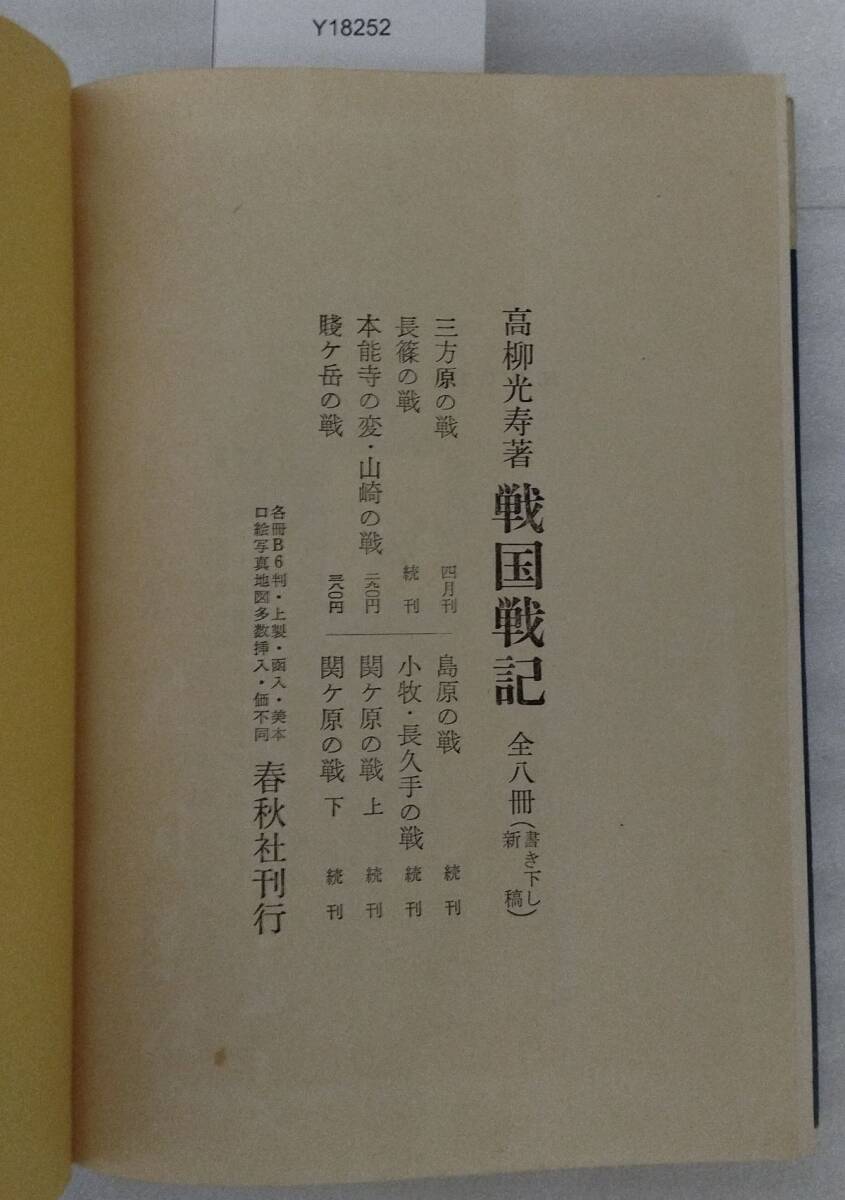 Y18252
高柳光寿著 戦国戦記 全八冊（書き下し新稿）
三方原の戦 四月刊
長篠の戦 続刊
本能寺の変・山崎の戦 二九〇円
賤ケ岳の戦 三八〇円
島原の戦 続刊
小牧・長久手の戦 続刊
関ケ原の戦 上 続刊
関ケ原の戦 下 続刊
各冊B6判・上製・函入・美本
口絵写真地図多数挿入・価不同
春秋社刊行